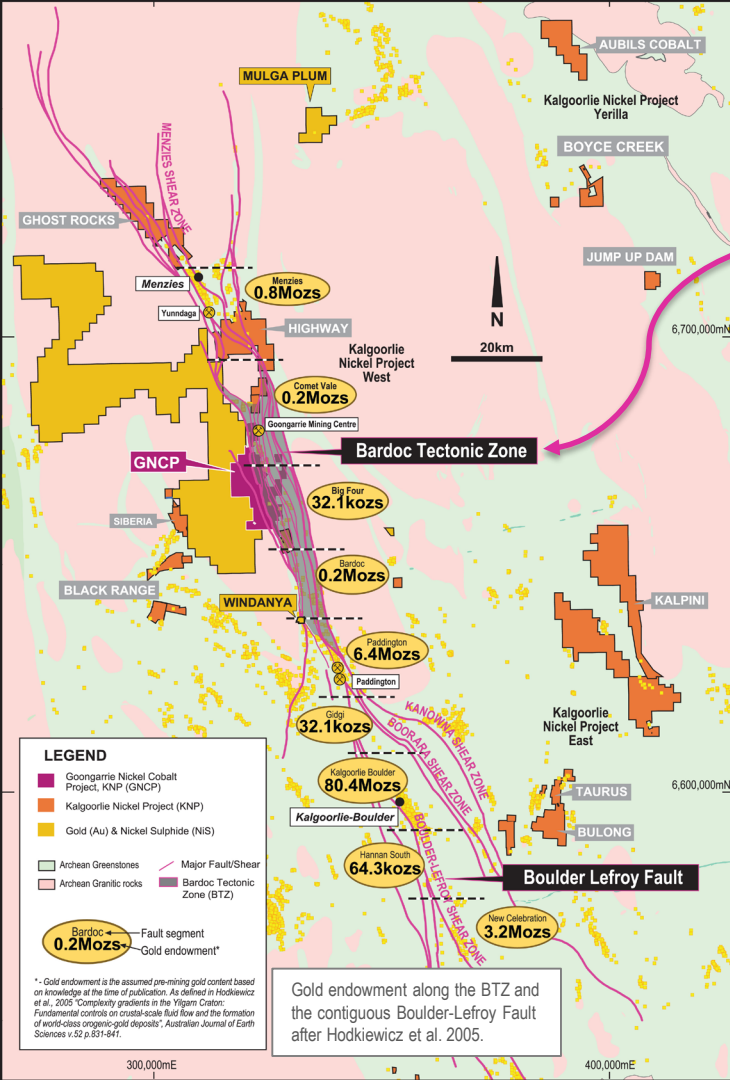 AUBILS COBALT
MULGA PLUM
Kalgoorlie Nickel Project
Yerilla
MENZIES SHEAR ZONE
BOYCE CREEK
GHOST ROCKS
JUMP UP DAM
Menzies
Menzies
0.8Mozs
Yunndaga
N
HIGHWAY
6,700,000mN
20km
Kalgoorlie
Nickel Project
West
Comet Vale
0.2Mozs
Goongarrie Mining Centre
Bardoc Tectonic Zone
GNCP
Big Four
32.1kozs
SIBERIA
Bardoc
0.2Mozs
BLACK RANGE
WINDANYA
KALPINI
Paddington
6.4Mozs
Paddington
Gidgi
32.1kozs
KANOWNA SHEAR ZONE
BOORARA SHEAR ZONE
Kalgoorlie
Nickel Project
East
Kalgoorlie Boulder
80.4Mozs
Kalgoorlie-Boulder
6,600,000mN
TAURUS
BULONG
BOULDER-LEFROY SHEAR ZONE
Hannan South
64.3kozs
Boulder Lefroy Fault
New Celebration
3.2Mozs
LEGEND
Goongarrie Nickel Cobalt
Project, KNP (GNCP)
Kalgoorlie Nickel Project (KNP)
Gold (Au) & Nickel Sulphide (NiS)
Archean Greenstones
Major Fault/Shear
Archean Granitic rocks
Bardoc Tectonic
Zone (BTZ)
Bardoc
0.2Mozs
Fault segment
Gold endowment*
* - Gold endowment is the assumed pre-mining gold content based
on knowledge at the time of publication. As defined in Hodkiewicz
et al., 2005 "Complexity gradients in the Yilgarn Craton:
Fundamental controls on crustal-scale fluid flow and the formation
of world-class orogenic-gold deposits", Australian Journal of Earth
Sciences v.52 p.831-841.
Gold endowment along the BTZ and
the contiguous Boulder-Lefroy Fault
after Hodkiewicz et al. 2005.
300,000mE
400,000mE